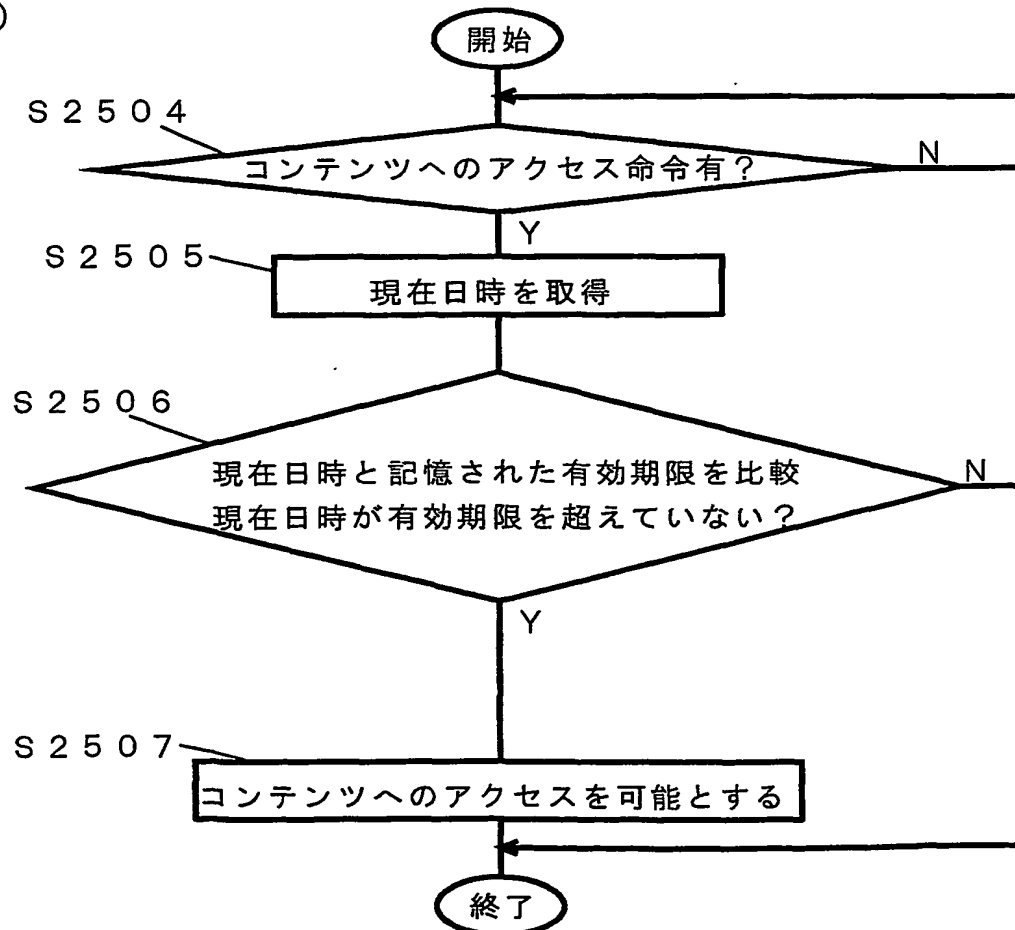 開始
S2504
コンテンツへのアクセス命令有?
N
Y
S2505
現在日時を取得
S2506
現在日時と記憶された有効期限を比較
現在日時が有効期限を超えていない?
N
Y
S2507
コンテンツへのアクセスを可能とする
終了